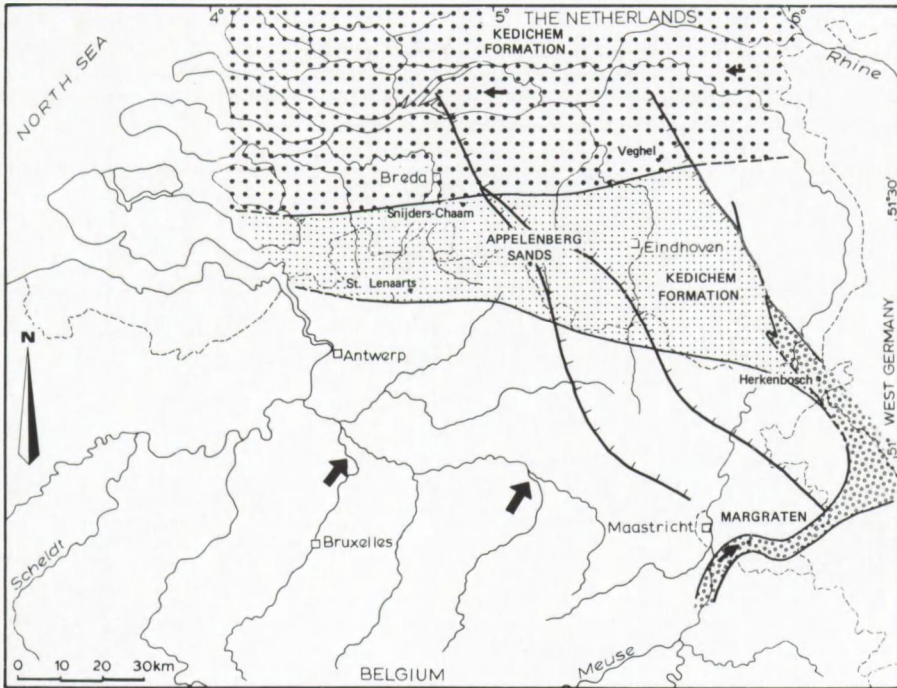 4°
5°
6°
THE NETHERLANDS
KEDICHEM
FORMATION
NORTH SEA
Rhine
Veghel
Breda
51°30'
Snijders-Chaam
APPELENBERG
SANDS
Eindhoven
KEDICHEM
FORMATION
St. Lenaarts
N
Antwerp
Herkenbosch
WEST GERMANY
51°
Maastricht
MARGRATEN
Bruxelles
Scheldt
0 10 20 30km
BELGIUM
Meuse